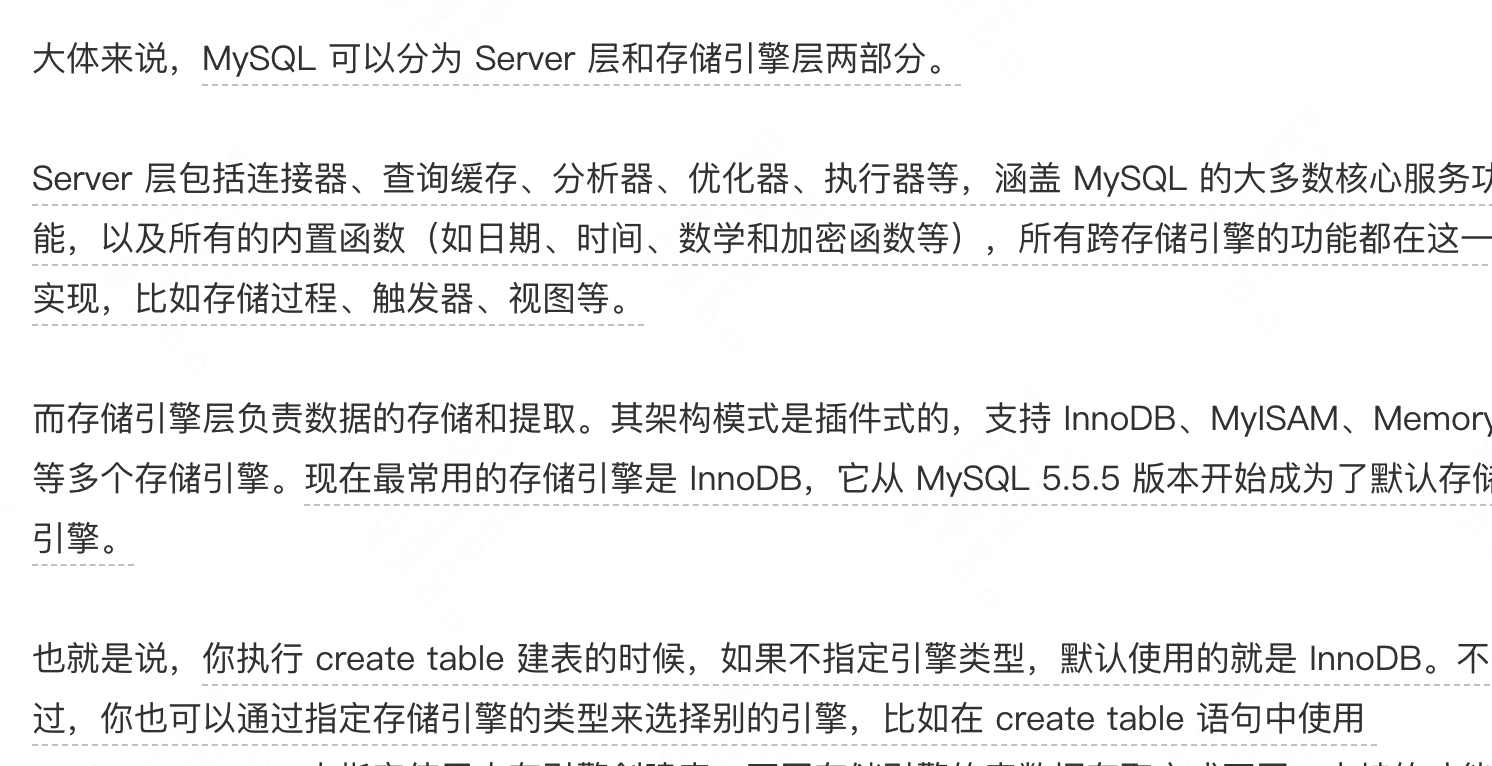 大体来说，MySQL 可以分为 Server 层和存储引擎层两部分。
Server 层包括连接器、查询缓存、分析器、优化器、执行器等，涵盖 MySQL 的大多数核心服务功
能，以及所有的内置函数（如日期、时间、数学和加密函数等），所有跨存储引擎的功能都在这一
实现，比如存储过程、触发器、视图等。
而存储引擎层负责数据的存储和提取。其架构模式是插件式的，支持 InnoDB、MyISAM、Memory
等多个存储引擎。现在最常用的存储引擎是 InnoDB，它从 MySQL 5.5.5 版本开始成为了默认存储
引擎。
也就是说，你执行 create table 建表的时候，如果不指定引擎类型，默认使用的就是 InnoDB。不
过，你也可以通过指定存储引擎的类型来选择别的引擎，比如在 create table 语句中使用